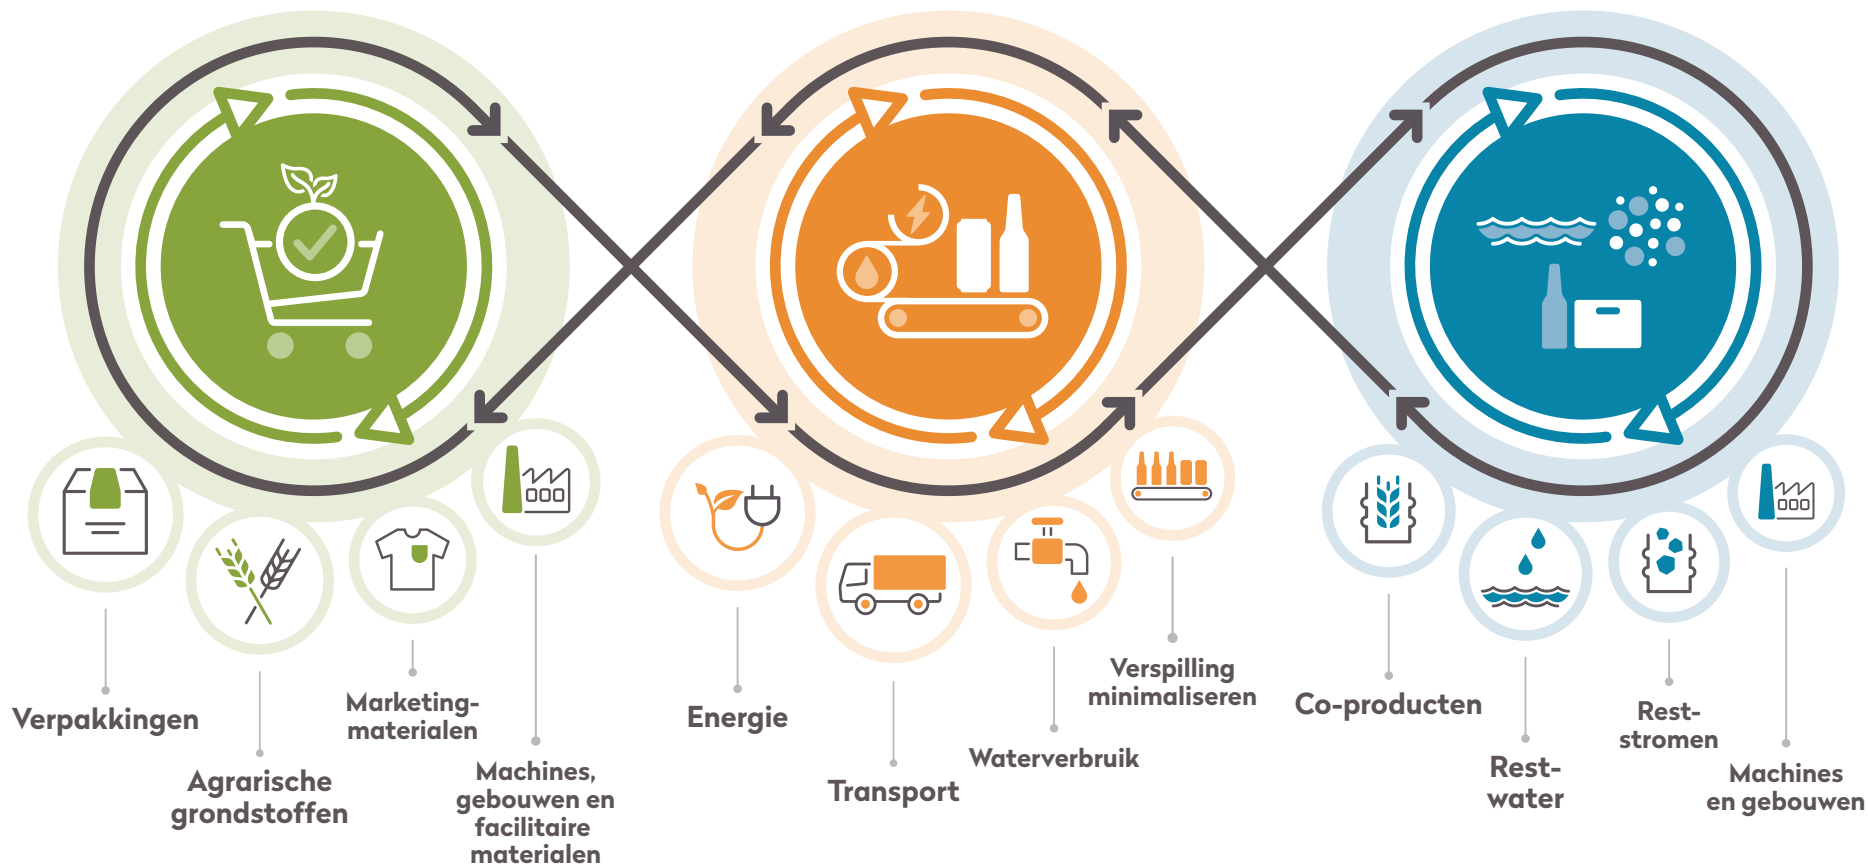 Verpakkingen
Agrarische
grondstoffen
Marketing-
materialen
Machines,
gebouwen en
facilitaire
materialen
Energie
Transport
Waterverbruik
Verspilling
minimaliseren
Co-producten
Rest-
water
Rest-
stromen
Machines
en gebouwen